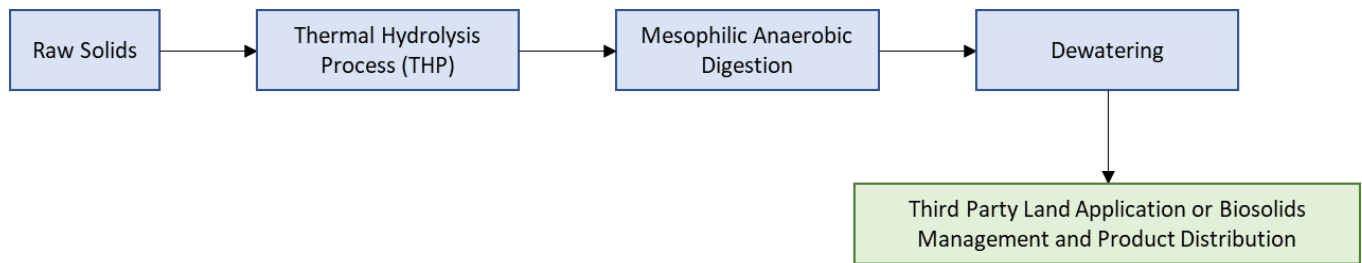 Raw Solids
Thermal Hydrolysis
Process (THP)
Mesophilic Anaerobic
Digestion
Dewatering
Third Party Land Application or Biosolids
Management and Product Distribution